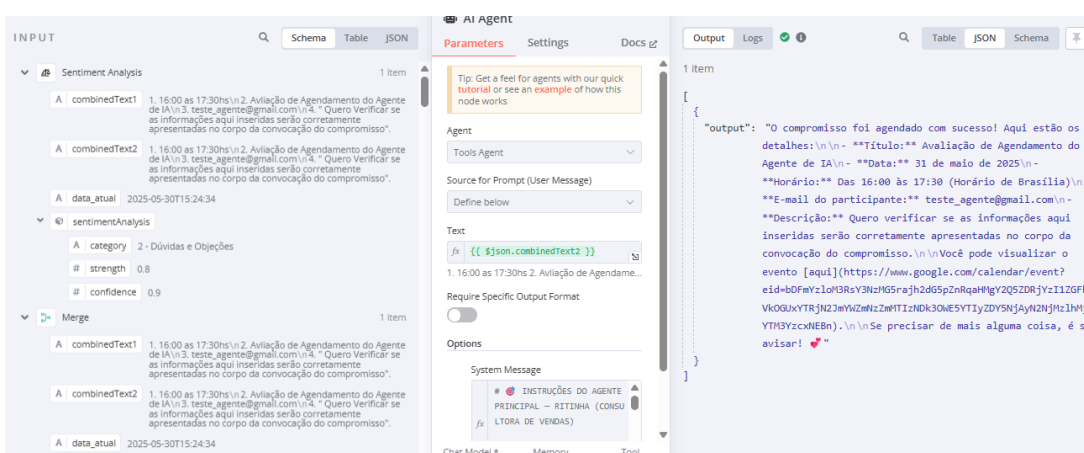 INPUT
Schema Table JSON
Sentiment Analysis 1 item
A combinedText1 1. 16:00 as 17:30hs\n2. Avliação de Agendamento do Agente
de IA\n3. teste_agente@gmail.com\n4. " Quero Verificar se
as informações aqui inseridas serão corretamente
apresentadas no corpo da convocação do compromisso".
A combinedText2 1. 16:00 as 17:30hs\n2. Avliação de Agendamento do Agente
de IA\n3. teste_agente@gmail.com\n4. " Quero Verificar se
as informações aqui inseridas serão corretamente
apresentadas no corpo da convocação do compromisso".
A data_atual 2025-05-30T15:24:34
sentimentAnalysis
A category 2 - Dúvidas e Objeções
# strength 0.8
# confidence 0.9
Merge 1 item
A combinedText1 1. 16:00 as 17:30hs\n2. Avliação de Agendamento do Agente
de IA\n3. teste_agente@gmail.com\n4. " Quero Verificar se
as informações aqui inseridas serão corretamente
apresentadas no corpo da convocação do compromisso".
A combinedText2 1. 16:00 as 17:30hs\n2. Avliação de Agendamento do Agente
de IA\n3. teste_agente@gmail.com\n4. " Quero Verificar se
as informações aqui inseridas serão corretamente
apresentadas no corpo da convocação do compromisso".
A data_atual 2025-05-30T15:24:34
AI Agent
Parameters Settings Docs
Tip: Get a feel for agents with our quick
tutorial or see an example of how this
node works
Agent
Tools Agent
Source for Prompt (User Message)
Define below
Text
fx {{ $json.combinedText2 }}
1. 16:00 as 17:30hs 2. Avliação de Agendame...
Require Specific Output Format
Options
System Message
# 🎯 INSTRUÇÕES DO AGENTE
PRINCIPAL — RITINHA (CONSU
LTORA DE VENDAS)
fx
Chat Model * Memory Tool
Output Logs
Table JSON Schema
1 item
[
{
"output": "O compromisso foi agendado com sucesso! Aqui estão os
detalhes:\n\n- **Título:** Avaliação de Agendamento do
Agente de IA\n- **Data:** 31 de maio de 2025\n-
**Horário:** Das 16:00 às 17:30 (Horário de Brasília)\n
**E-mail do participante:** teste_agente@gmail.com\n-
**Descrição:** Quero verificar se as informações aqui
inseridas serão corretamente apresentadas no corpo da
convocação do compromisso.\n\nVocê pode visualizar o
evento [aqui](https://www.google.com/calendar/event?
\n\nSe precisar de mais alguma coisa, é s
avisar! 💕"
}
]